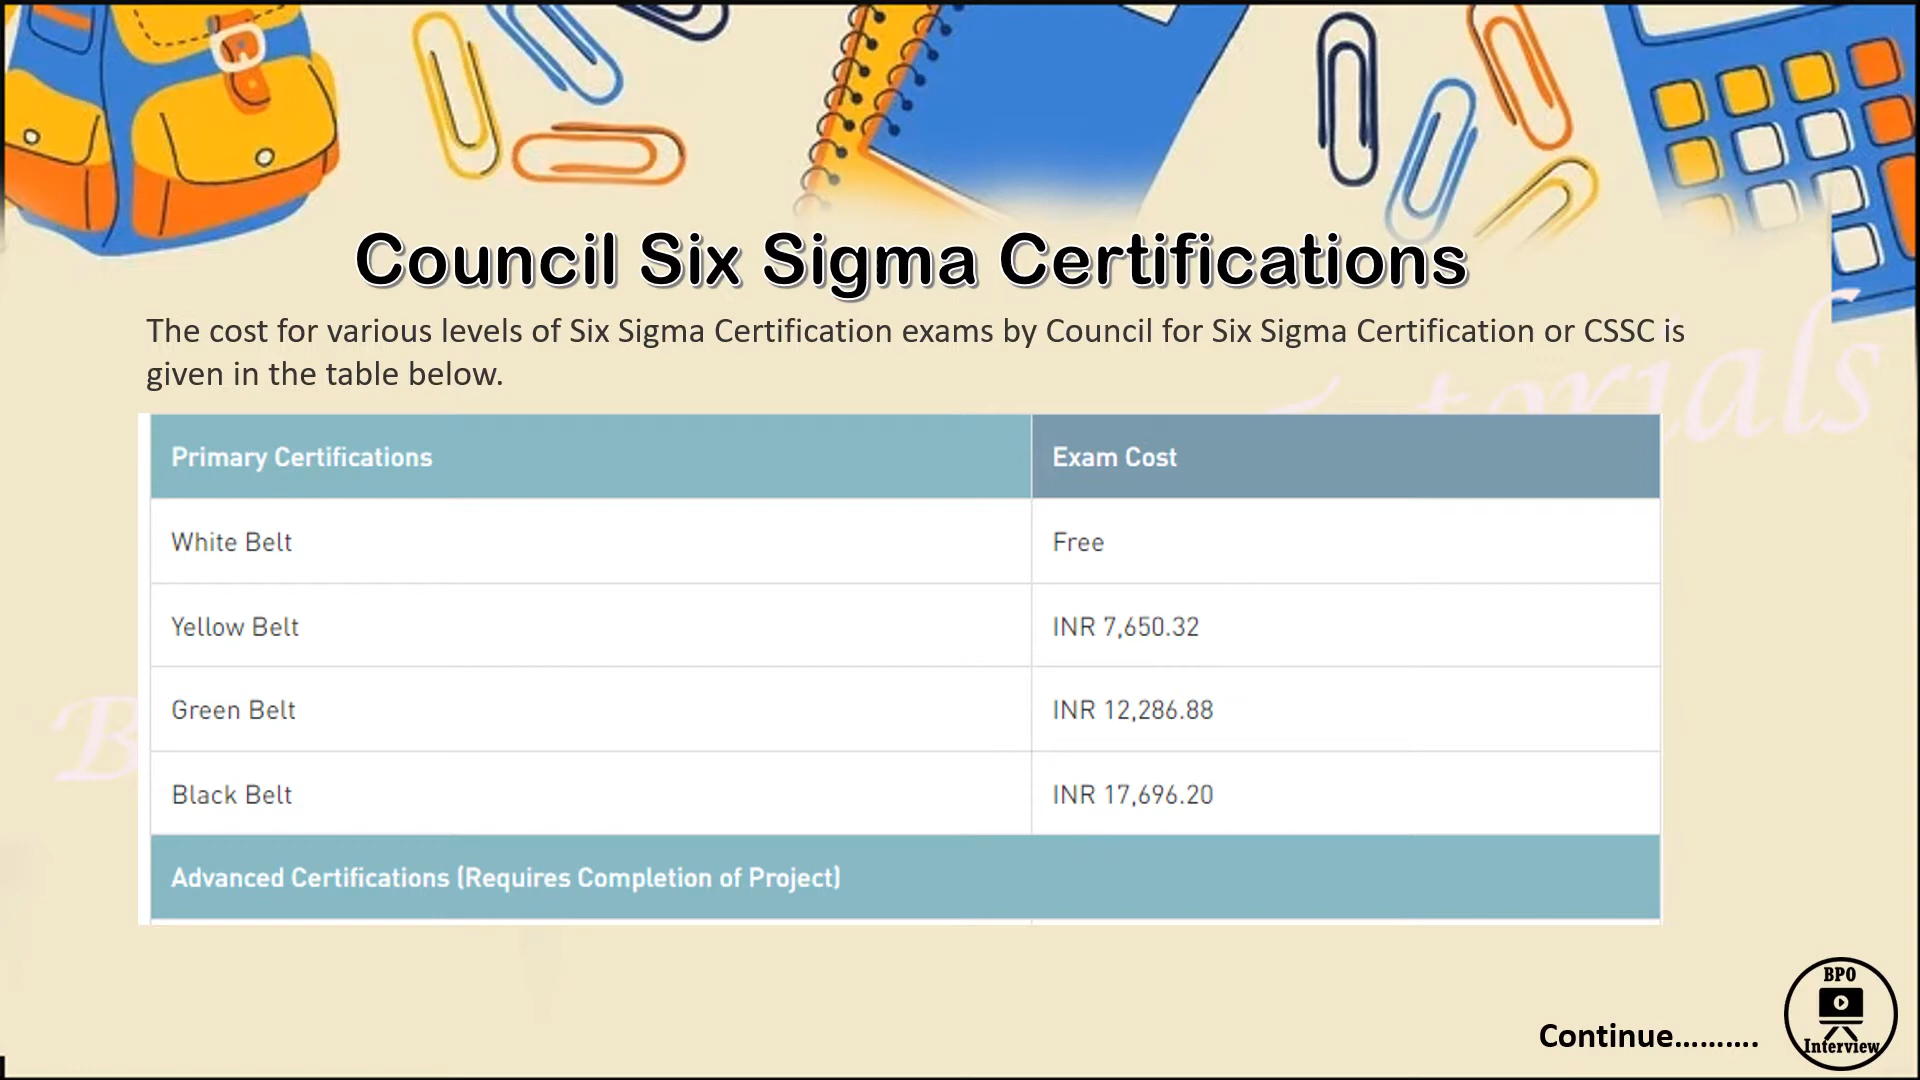 Council Six Sigma Certifications
The cost for various levels of Six Sigma Certification exams by Council for Six Sigma Certification or CSSC is
given in the table below.
Primary Certifications Exam Cost
White Belt Free
Yellow Belt INR 7,650.32
Green Belt INR 12,286.88
Black Belt INR 17,696.20
Advanced Certifications (Requires Completion of Project)
Continue..........
BPO
Interview